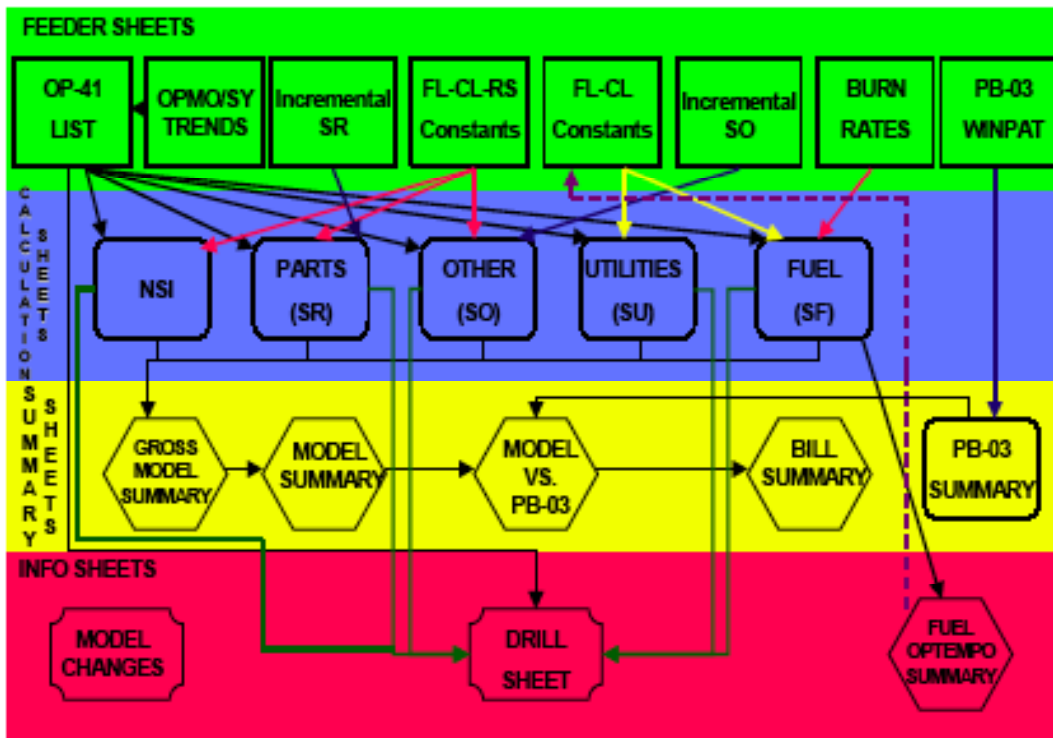 FEEDER SHEETS
OP-41
LIST
OPMO/SY
TRENDS
Incremental
SR
FL-CL-RS
Constants
FL-CL
Constants
Incremental
SO
BURN
RATES
PB-03
WINPAT
CALCULATION
SHEETS
NSI
PARTS
(SR)
OTHER
(SO)
UTILITIES
(SU)
FUEL
(SF)
SUMMARY
SHEETS
GROSS
MODEL
SUMMARY
MODEL
SUMMARY
MODEL
VS.
PB-03
BILL
SUMMARY
PB-03
SUMMARY
INFO SHEETS
MODEL
CHANGES
DRILL
SHEET
FUEL
OPTEMPO
SUMMARY